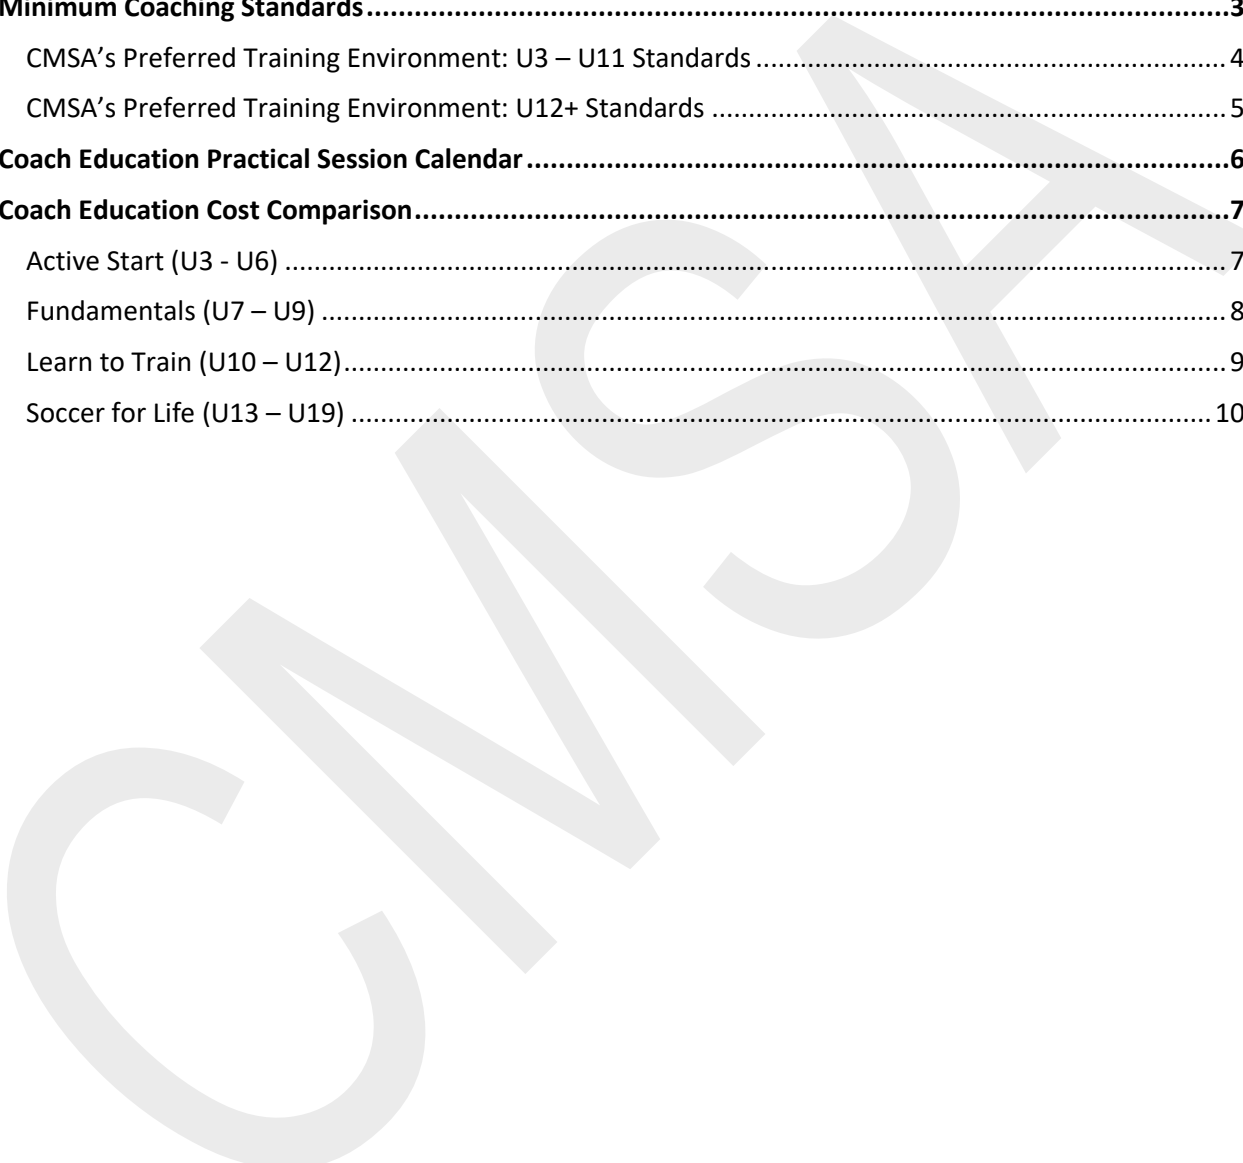 Minimum Coaching Standards........................................................................................................3
CMSA’s Preferred Training Environment: U3 – U11 Standards ........................................................ 4
CMSA’s Preferred Training Environment: U12+ Standards ............................................................. 5
Coach Education Practical Session Calendar....................................................................................6
Coach Education Cost Comparison..................................................................................................7
Active Start (U3 - U6) ..................................................................................................................... 7
Fundamentals (U7 – U9) ................................................................................................................ 8
Learn to Train (U10 – U12).............................................................................................................. 9
Soccer for Life (U13 – U19) ........................................................................................................... 10
CMSA